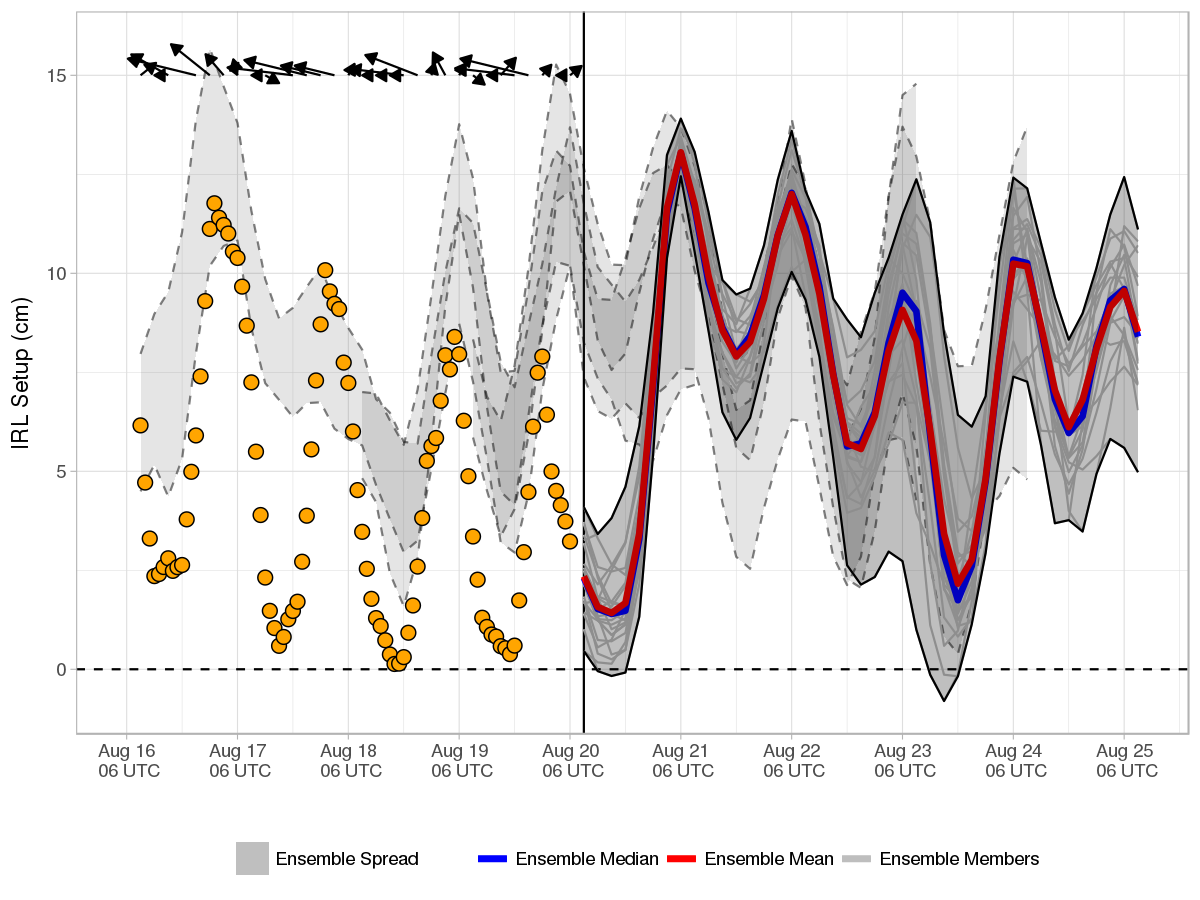 IRL Setup (cm)
15
10
5
0
Aug 16 Aug 17 Aug 18 Aug 19 Aug 20 Aug 21 Aug 22 Aug 23 Aug 24 Aug 25
06 UTC 06 UTC 06 UTC 06 UTC 06 UTC 06 UTC 06 UTC 06 UTC 06 UTC 06 UTC
Ensemble Spread Ensemble Median Ensemble Mean Ensemble Members